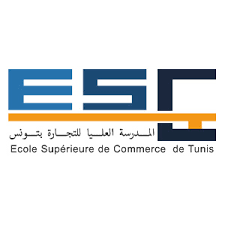 ESC
المدرسة العليا للتجارة بتونس
Ecole Supérieure de Commerce de Tunis